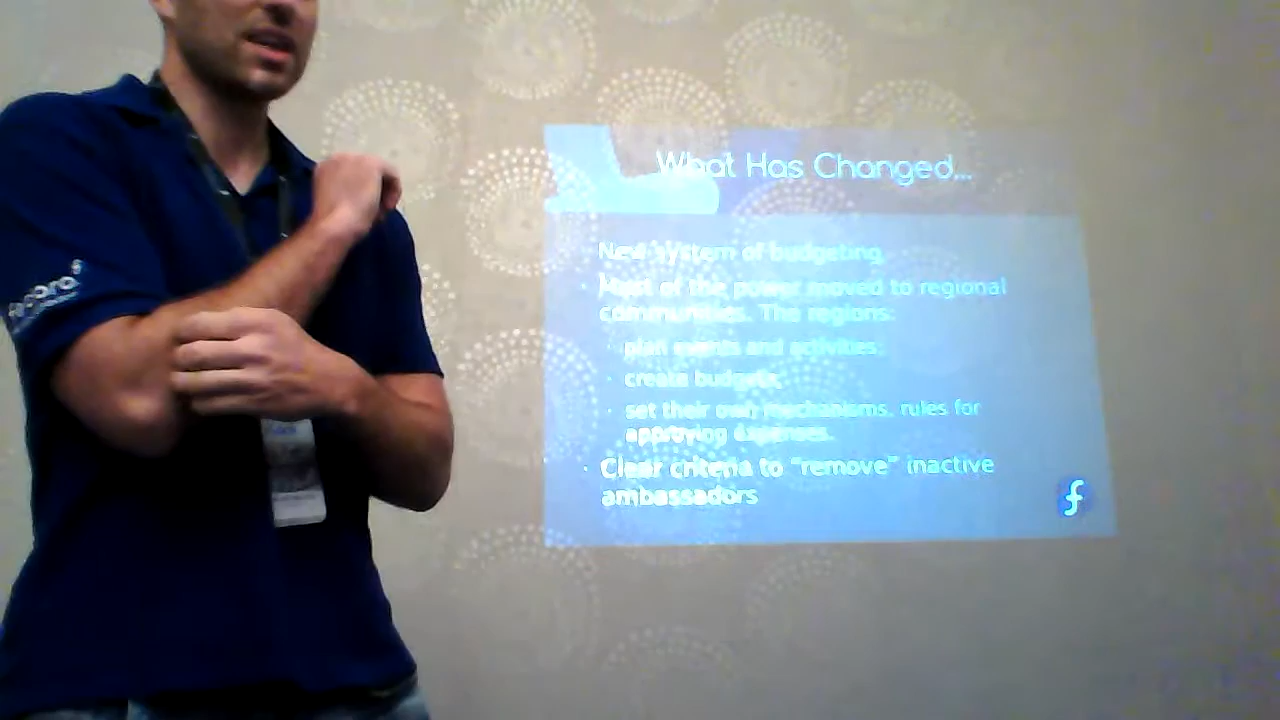 What Has Changed...
New system of budgeting
Most of the power moved to regional
communities. The regions:
plan events and activities.
create budgets,
set their own mechanisms, rules for
approving expenses.
Clear criteria to “remove” inactive
ambassadors